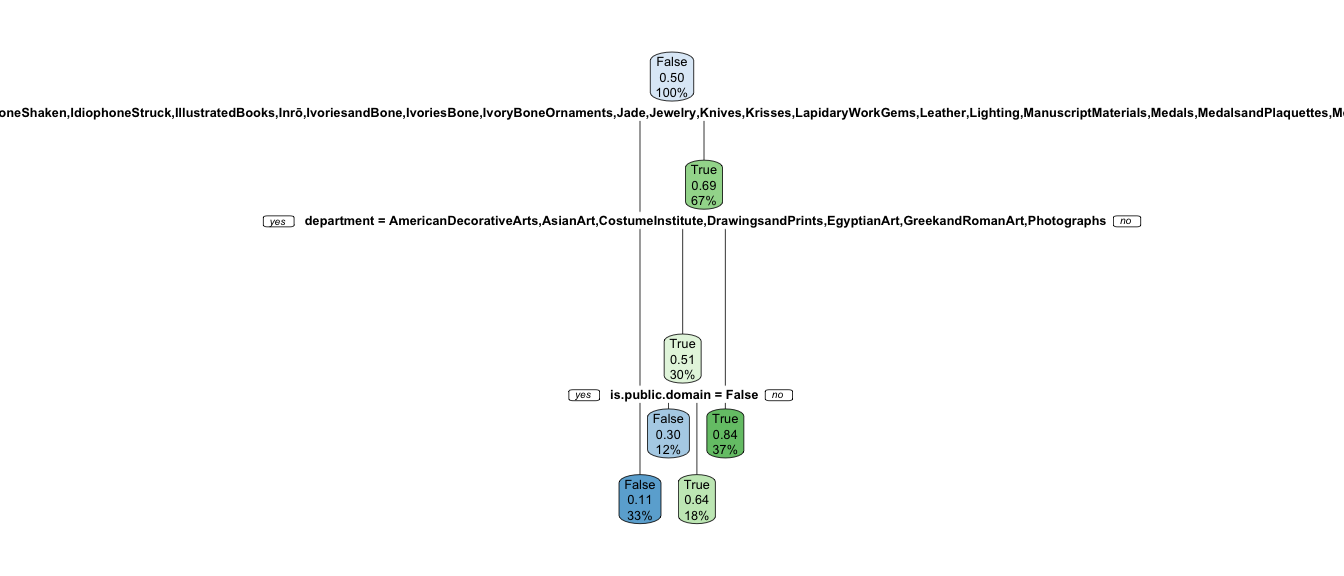 False
0.50
100%
oneShaken,IdiophoneStruck,IllustratedBooks,Inrō,IvoriesandBone,IvoriesBone,IvoryBoneOrnaments,Jade,Jewelry,Knives,Krisses,LapidaryWorkGems,Leather,Lighting,ManuscriptMaterials,Medals,MedalsandPlaquettes,M
True
0.69
67%
yes department = AmericanDecorativeArts,AsianArt,CostumeInstitute,DrawingsandPrints,EgyptianArt,GreekandRomanArt,Photographs no
True
0.51
30%
yes is.public.domain = False no
False
0.30
12%
True
0.84
37%
False
0.11
33%
True
0.64
18%